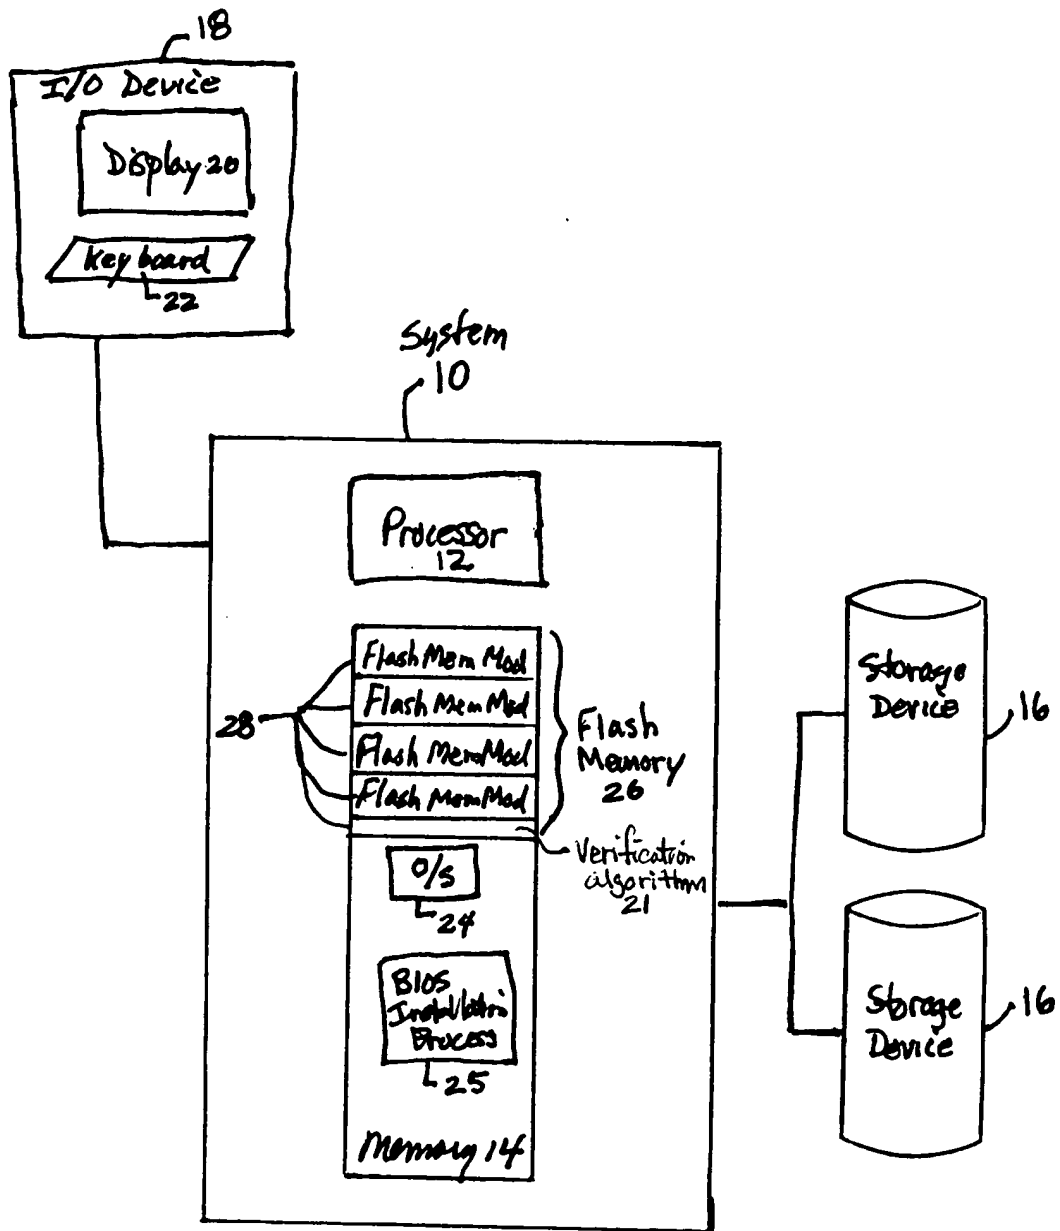 18
I/O Device
Display 20
Keyboard
22
System
10
Processor
12
Flash Mem Mod
Flash Mem Mod
Flash Mem Mod
Flash Mem Mod
28
Flash
Memory
26
Verification
algorithm
21
O/S
24
BIOS
Installation
Process
25
Memory 14
Storage
Device
16
Storage
Device
16